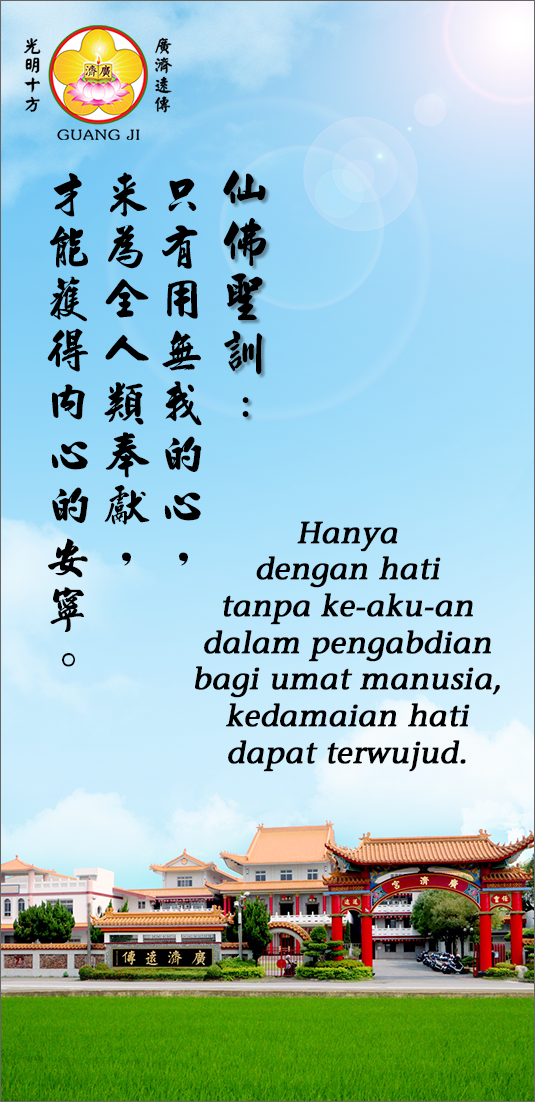 光明十方
廣濟遠傳
廣濟
GUANG JI
仙佛聖訓：
只有用無我的心，
来為全人類奉獻，
才能獲得内心的安寧。
Hanya
dengan hati
tanpa ke-aku-an
dalam pengabdian
bagi umat manusia,
kedamaian hati
dapat terwujud.
宮濟廣
傳遠濟廣